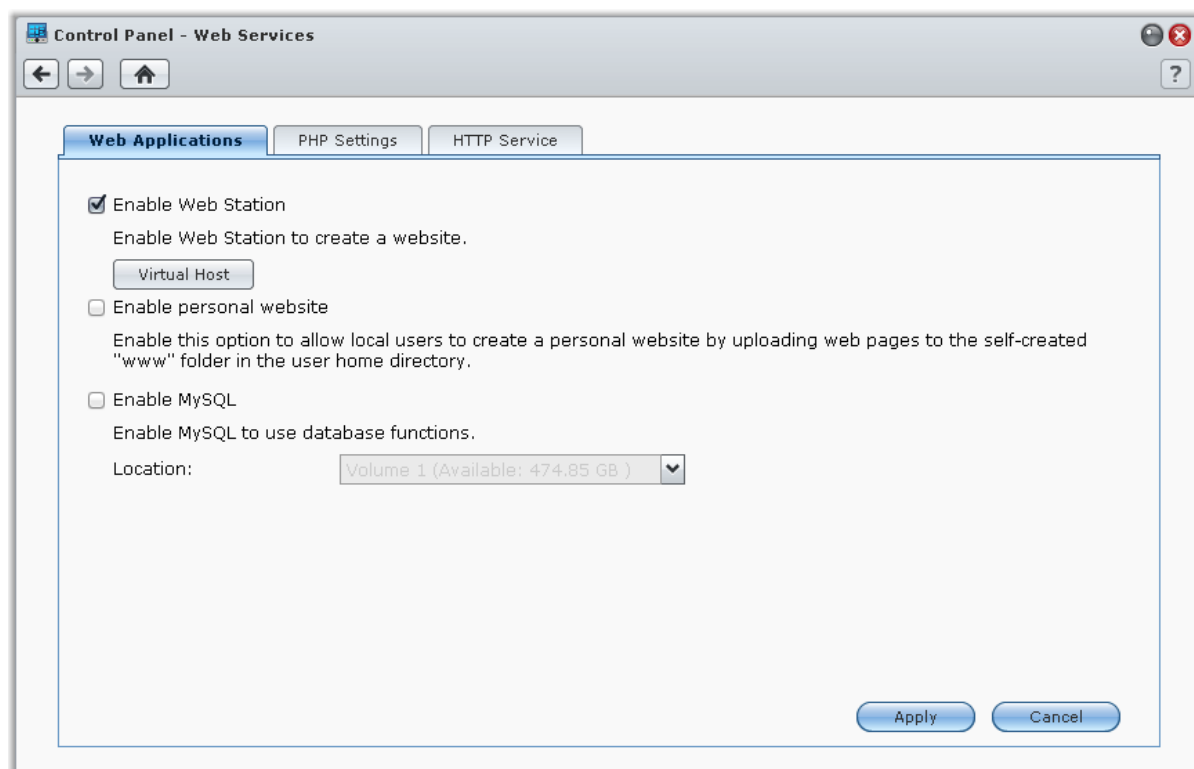 Control Panel - Web Services
?
Web Applications
PHP Settings
HTTP Service
Enable Web Station
Enable Web Station to create a website.
Virtual Host
Enable personal website
Enable this option to allow local users to create a personal website by uploading web pages to the self-created
"www" folder in the user home directory.
Enable MySQL
Enable MySQL to use database functions.
Location:
Volume 1 (Available: 474.85 GB )
Apply
Cancel